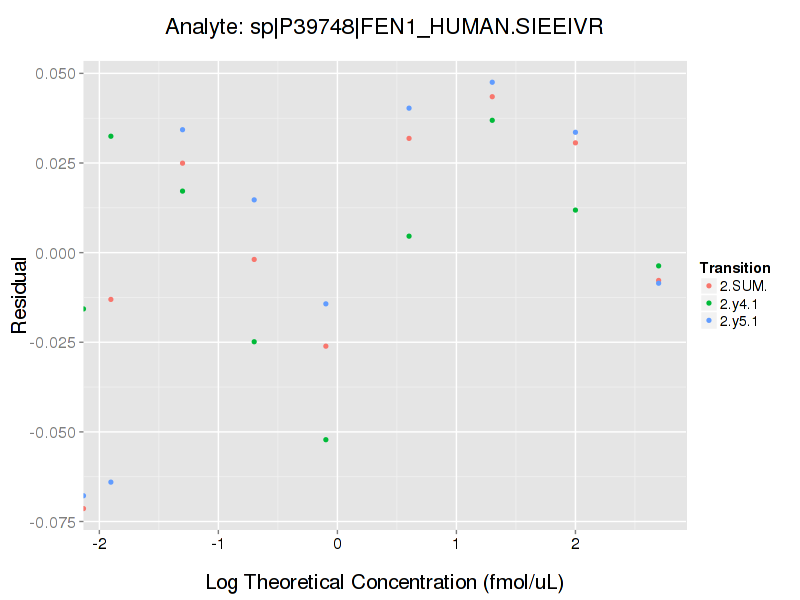 Analyte: sp|P39748|FEN1_HUMAN.SIEEIVR
Residual
0.050
0.025
0.000
-0.025
-0.050
-0.075
-2
-1
0
1
2
Log Theoretical Concentration (fmol/uL)
Transition
2.SUM.
2.y4.1
2.y5.1